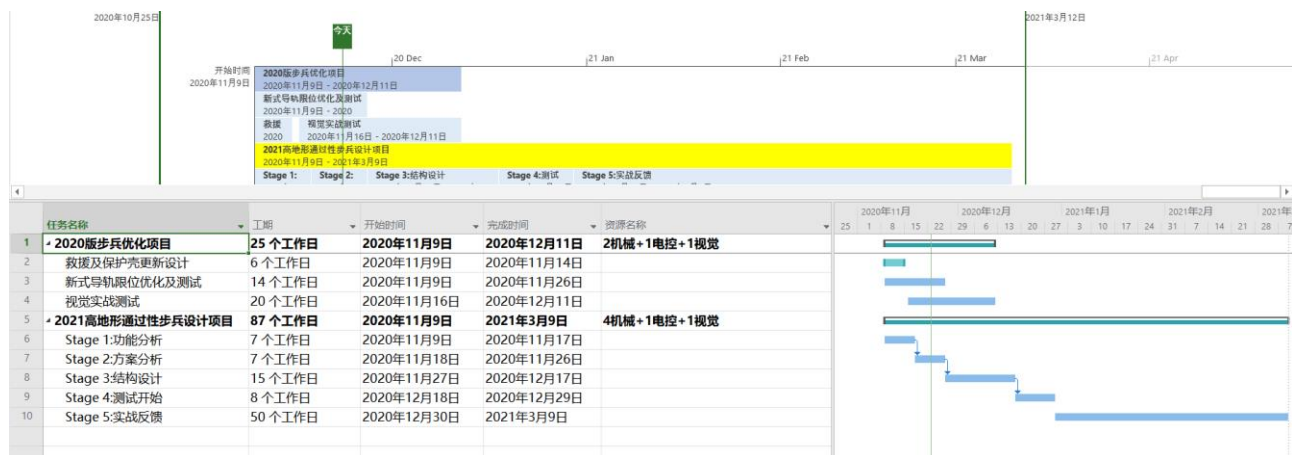 2020年10月25日
2021年3月12日
今天
20 Dec
21 Jan
21 Feb
21 Mar
21 Apr
开始时间
2020年11月9日
2020版步兵优化项目
2020年11月9日 - 2020年12月11日
新式导轨限位优化及测试
2020年11月9日 - 2020
救援 视觉实战测试
2020 2020年11月16日 - 2020年12月11日
2021高地形通过性步兵设计项目
2020年11月9日 - 2021年3月9日
Stage 1: Stage 2: Stage 3:结构设计 Stage 4:测试 Stage 5:实战反馈
任务名称 工期 开始时间 完成时间 资源名称
2020年11月 2020年12月 2021年1月 2021年2月 2021年
25 1 8 15 22 29 6 13 20 27 3 10 17 24 31 7 14 21 28 7
1 2020版步兵优化项目 25 个工作日 2020年11月9日 2020年12月11日 2机械+1电控+1视觉
2 救援及保护壳更新设计 6 个工作日 2020年11月9日 2020年11月14日
3 新式导轨限位优化及测试 14 个工作日 2020年11月9日 2020年11月26日
4 视觉实战测试 20 个工作日 2020年11月16日 2020年12月11日
5 2021高地形通过性步兵设计项目 87 个工作日 2020年11月9日 2021年3月9日 4机械+1电控+1视觉
6 Stage 1:功能分析 7 个工作日 2020年11月9日 2020年11月17日
7 Stage 2:方案分析 7 个工作日 2020年11月18日 2020年11月26日
8 Stage 3:结构设计 15 个工作日 2020年11月27日 2020年12月17日
9 Stage 4:测试开始 8 个工作日 2020年12月18日 2020年12月29日
10 Stage 5:实战反馈 50 个工作日 2020年12月30日 2021年3月9日